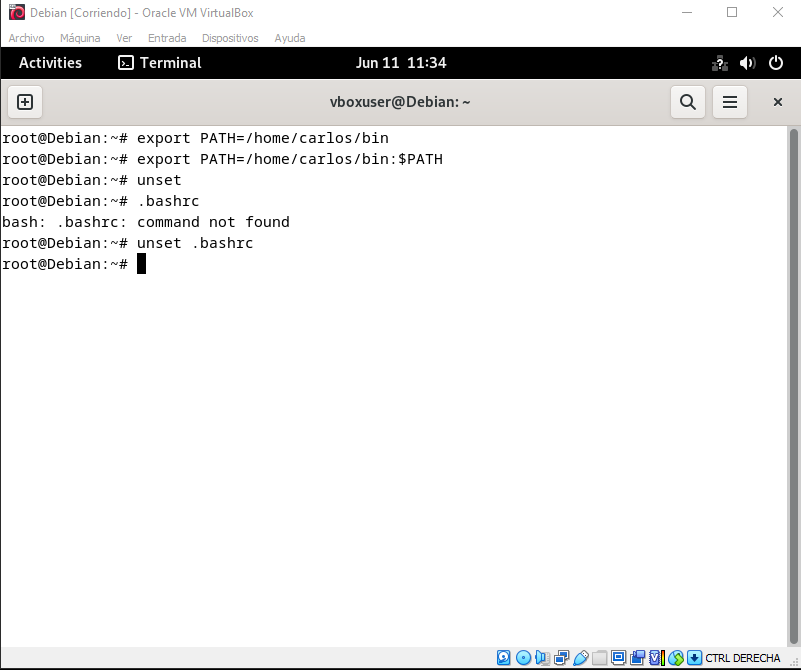 Debian [Corriendo] - Oracle VM VirtualBox
Archivo Máquina Ver Entrada Dispositivos Ayuda
Activities Terminal Jun 11 11:34
vboxuser@Debian: ~
root@Debian:~# export PATH=/home/carlos/bin
root@Debian:~# export PATH=/home/carlos/bin:$PATH
root@Debian:~# unset
root@Debian:~# .bashrc
bash: .bashrc: command not found
root@Debian:~# unset .bashrc
root@Debian:~#
CTRL DERECHA